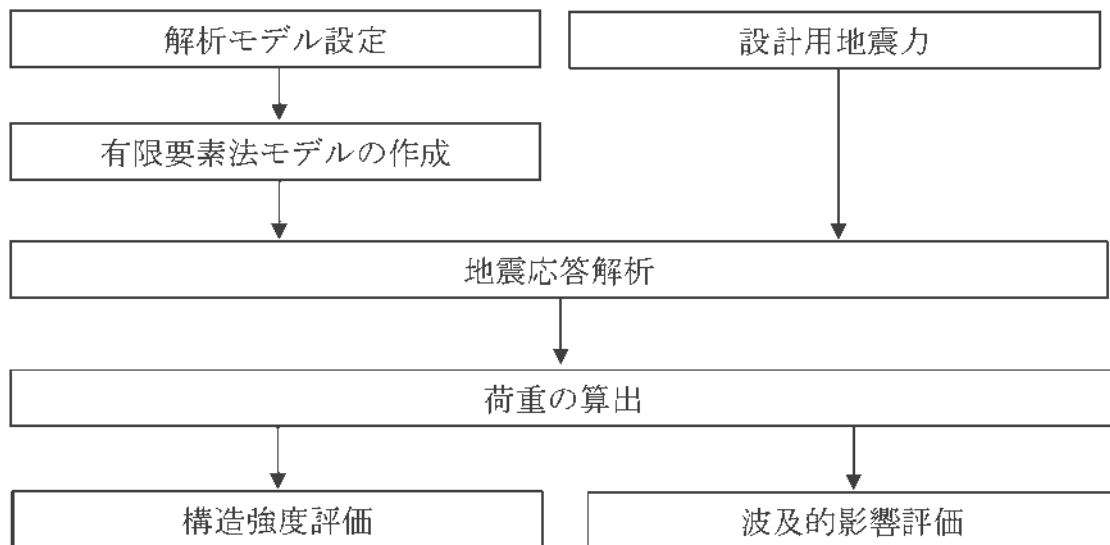 解析モデル設定
設計用地震力
有限要素法モデルの作成
地震応答解析
荷重の算出
構造強度評価
波及的影響評価